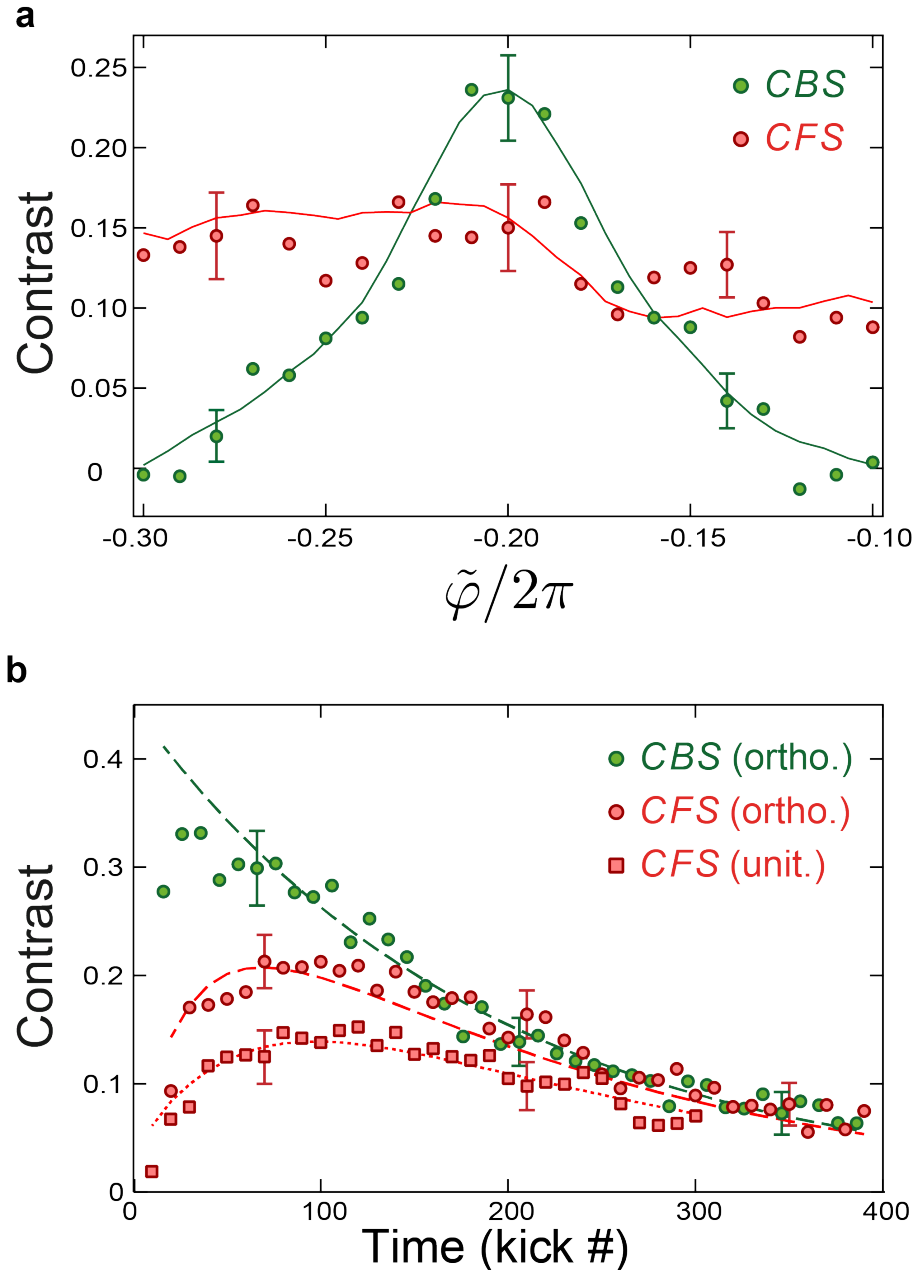 a
0.25
0.20
0.15
0.10
0.05
0
Contrast
CBS
CFS
-0.30 -0.25 -0.20 -0.15 -0.10
φ̃/2π
b
0.4
0.3
0.2
0.1
0
Contrast
CBS (ortho.)
CFS (ortho.)
CFS (unit.)
0 100 200 300 400
Time (kick #)